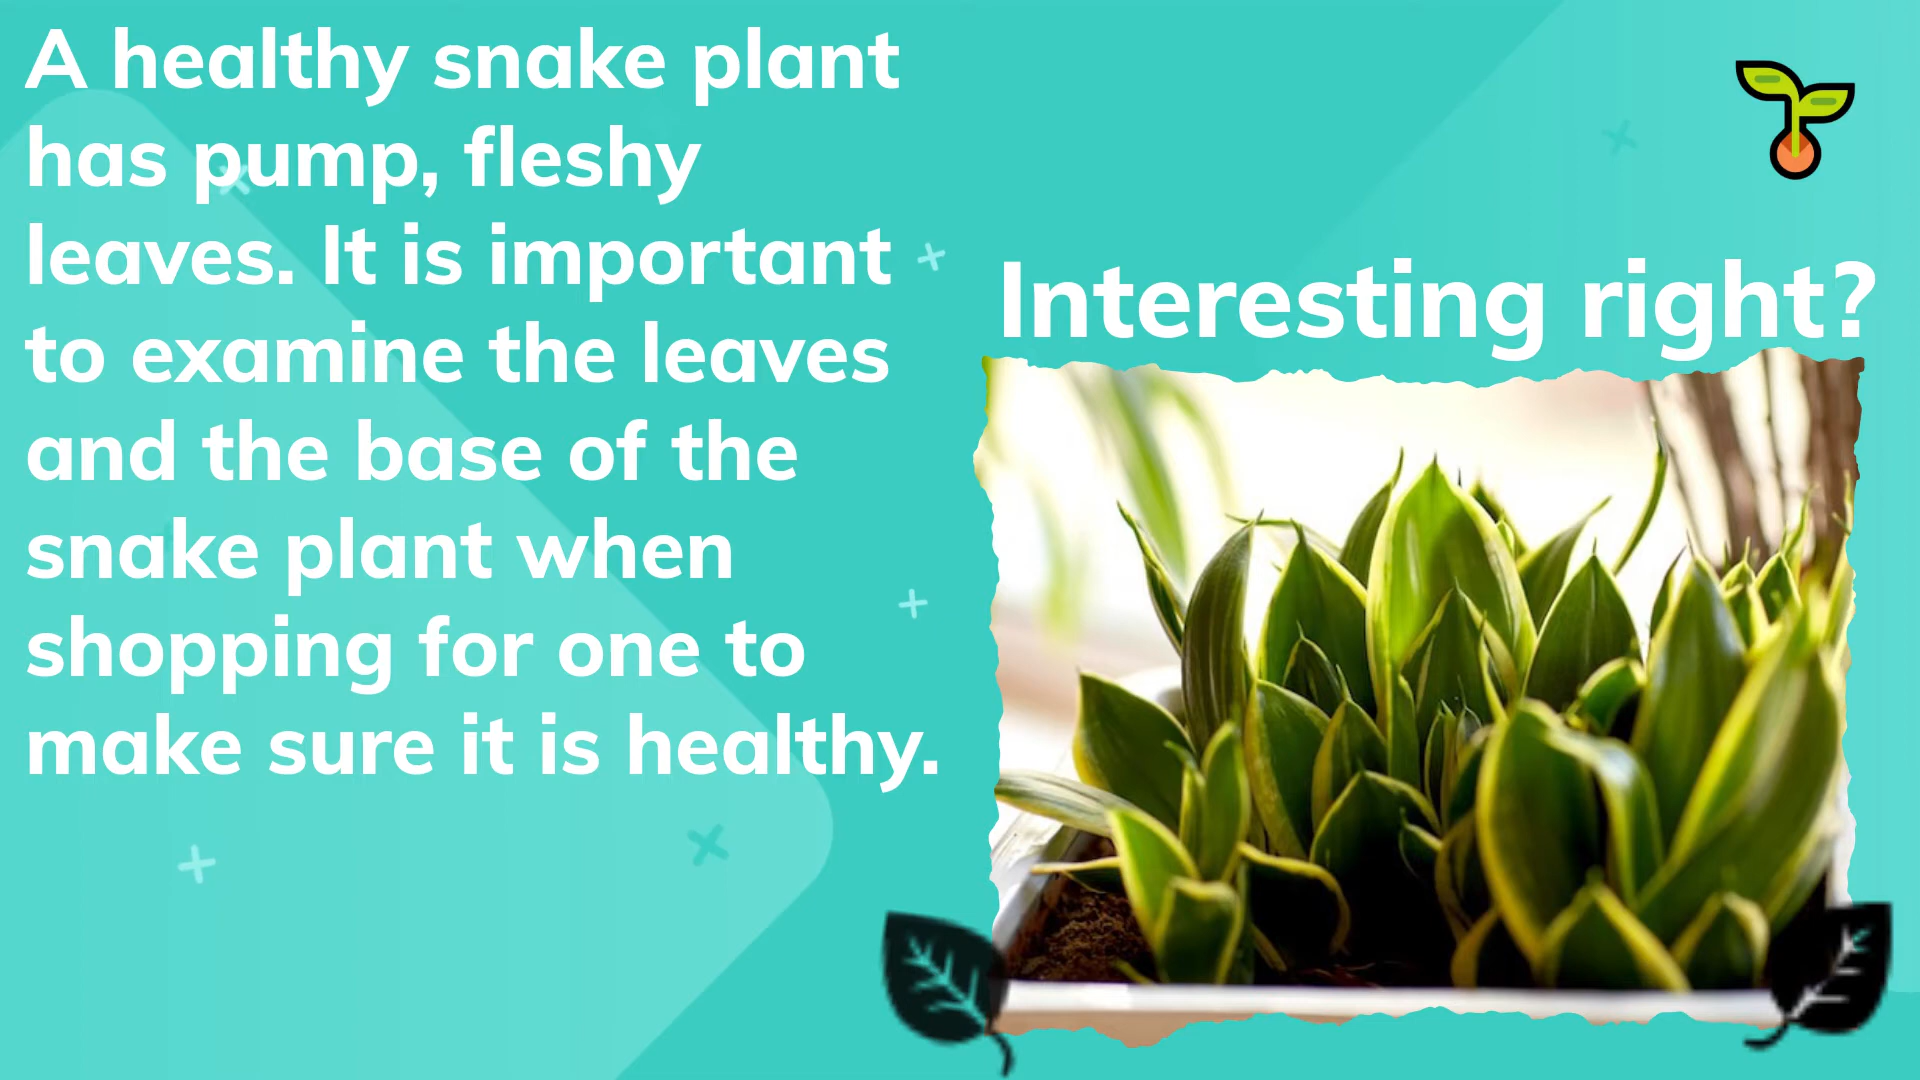 A healthy snake plant
has pump, fleshy
leaves. It is important
to examine the leaves
and the base of the
snake plant when
shopping for one to
make sure it is healthy.
Interesting right?